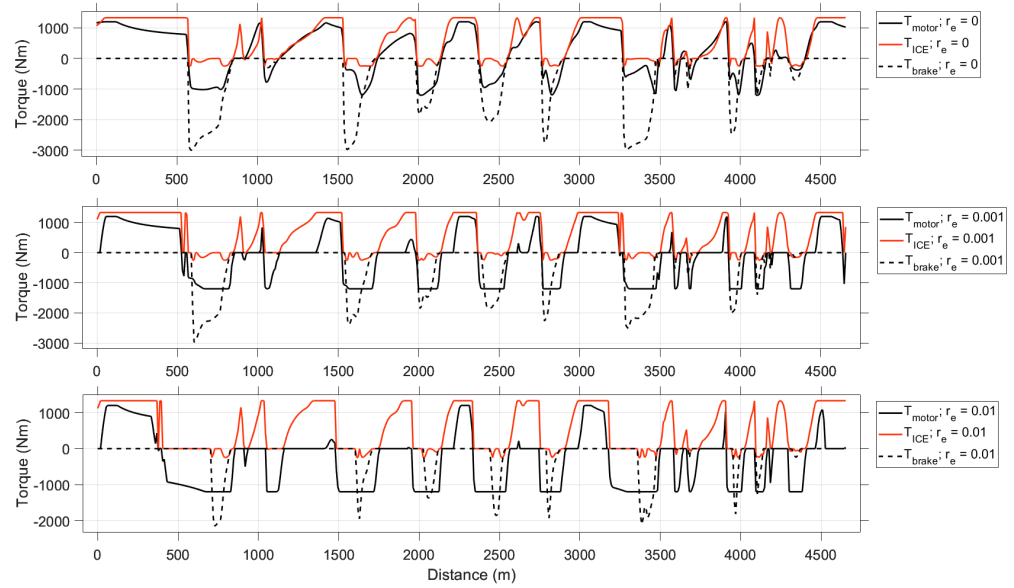 1000
0
-1000
-2000
-3000
Torque (Nm)
0 500 1000 1500 2000 2500 3000 3500 4000 4500
T_motor; r_e = 0
T_ICE; r_e = 0
T_brake; r_e = 0
1000
0
-1000
-2000
-3000
Torque (Nm)
0 500 1000 1500 2000 2500 3000 3500 4000 4500
T_motor; r_e = 0.001
T_ICE; r_e = 0.001
T_brake; r_e = 0.001
1000
0
-1000
-2000
Torque (Nm)
0 500 1000 1500 2000 2500 3000 3500 4000 4500
Distance (m)
T_motor; r_e = 0.01
T_ICE; r_e = 0.01
T_brake; r_e = 0.01